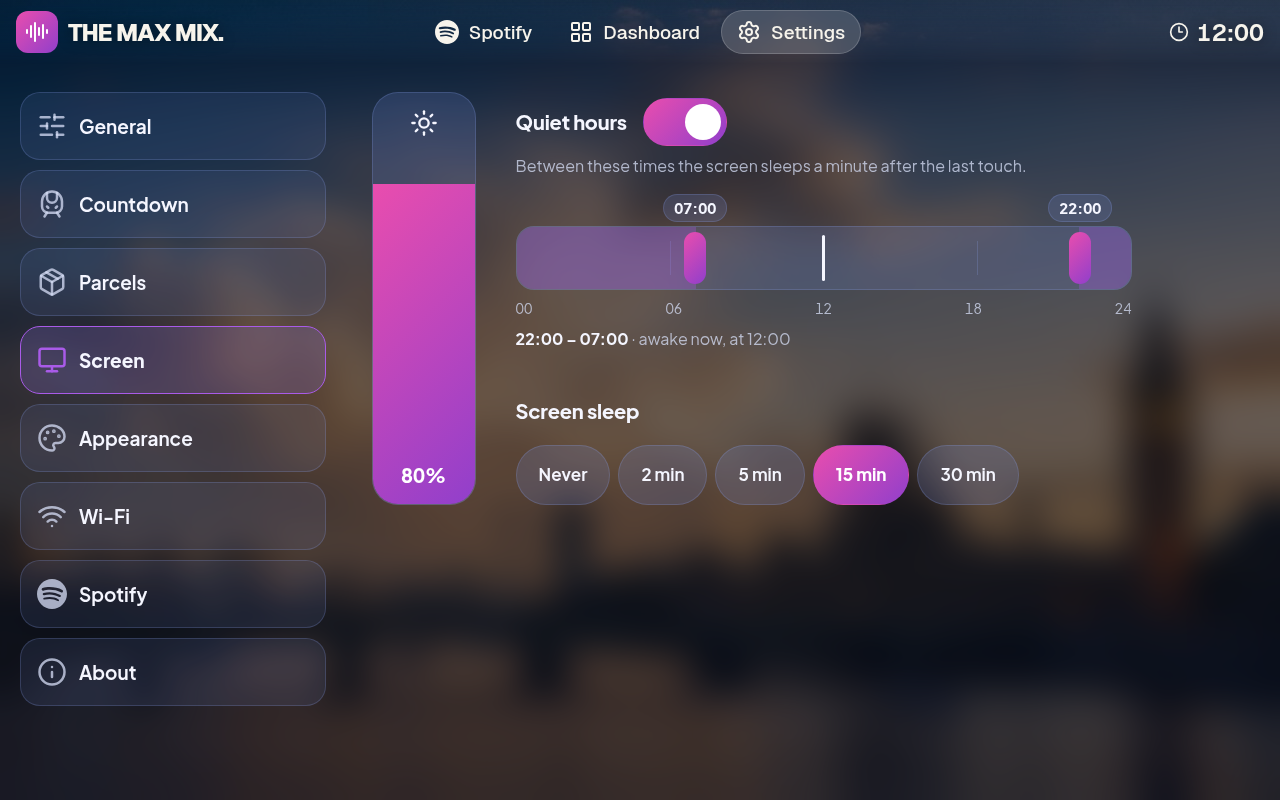 THE MAX MIX.
Spotify
Dashboard
Settings
12:00
General
Countdown
Parcels
Screen
Appearance
Wi-Fi
Spotify
About
80%
Quiet hours
Between these times the screen sleeps a minute after the last touch.
07:00 22:00
00 06 12 18 24
22:00 – 07:00 · awake now, at 12:00
Screen sleep
Never 2 min 5 min 15 min 30 min